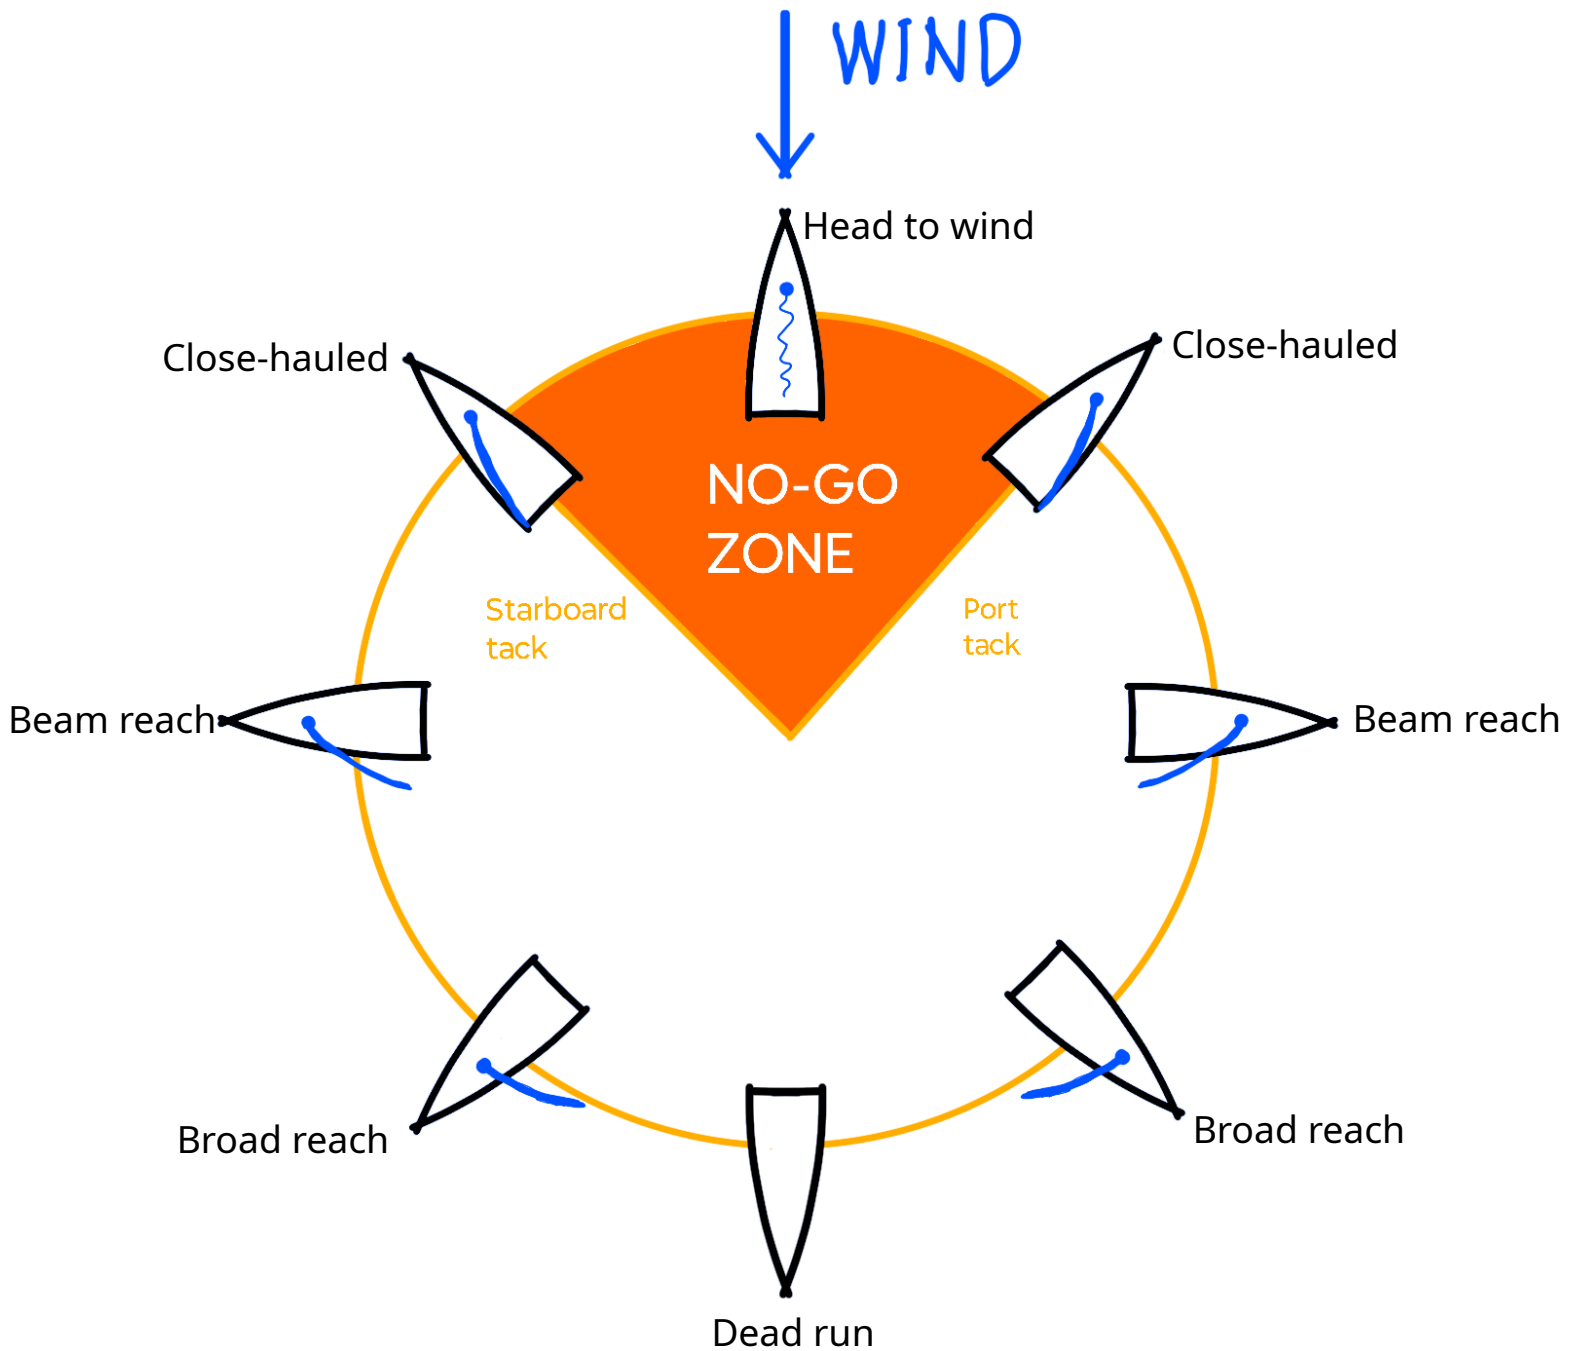 WIND
Head to wind
Close-hauled
Close-hauled
NO-GO
ZONE
Starboard
tack
Port
tack
Beam reach
Beam reach
Broad reach
Broad reach
Dead run